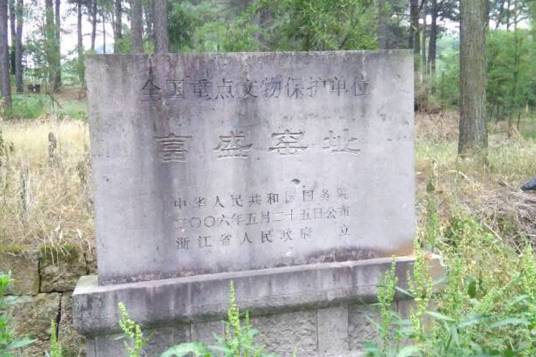 全国重点文物保护单位
富盛窑址
中华人民共和国国务院
二〇〇六年五月二十五日公布
浙江省人民政府 立